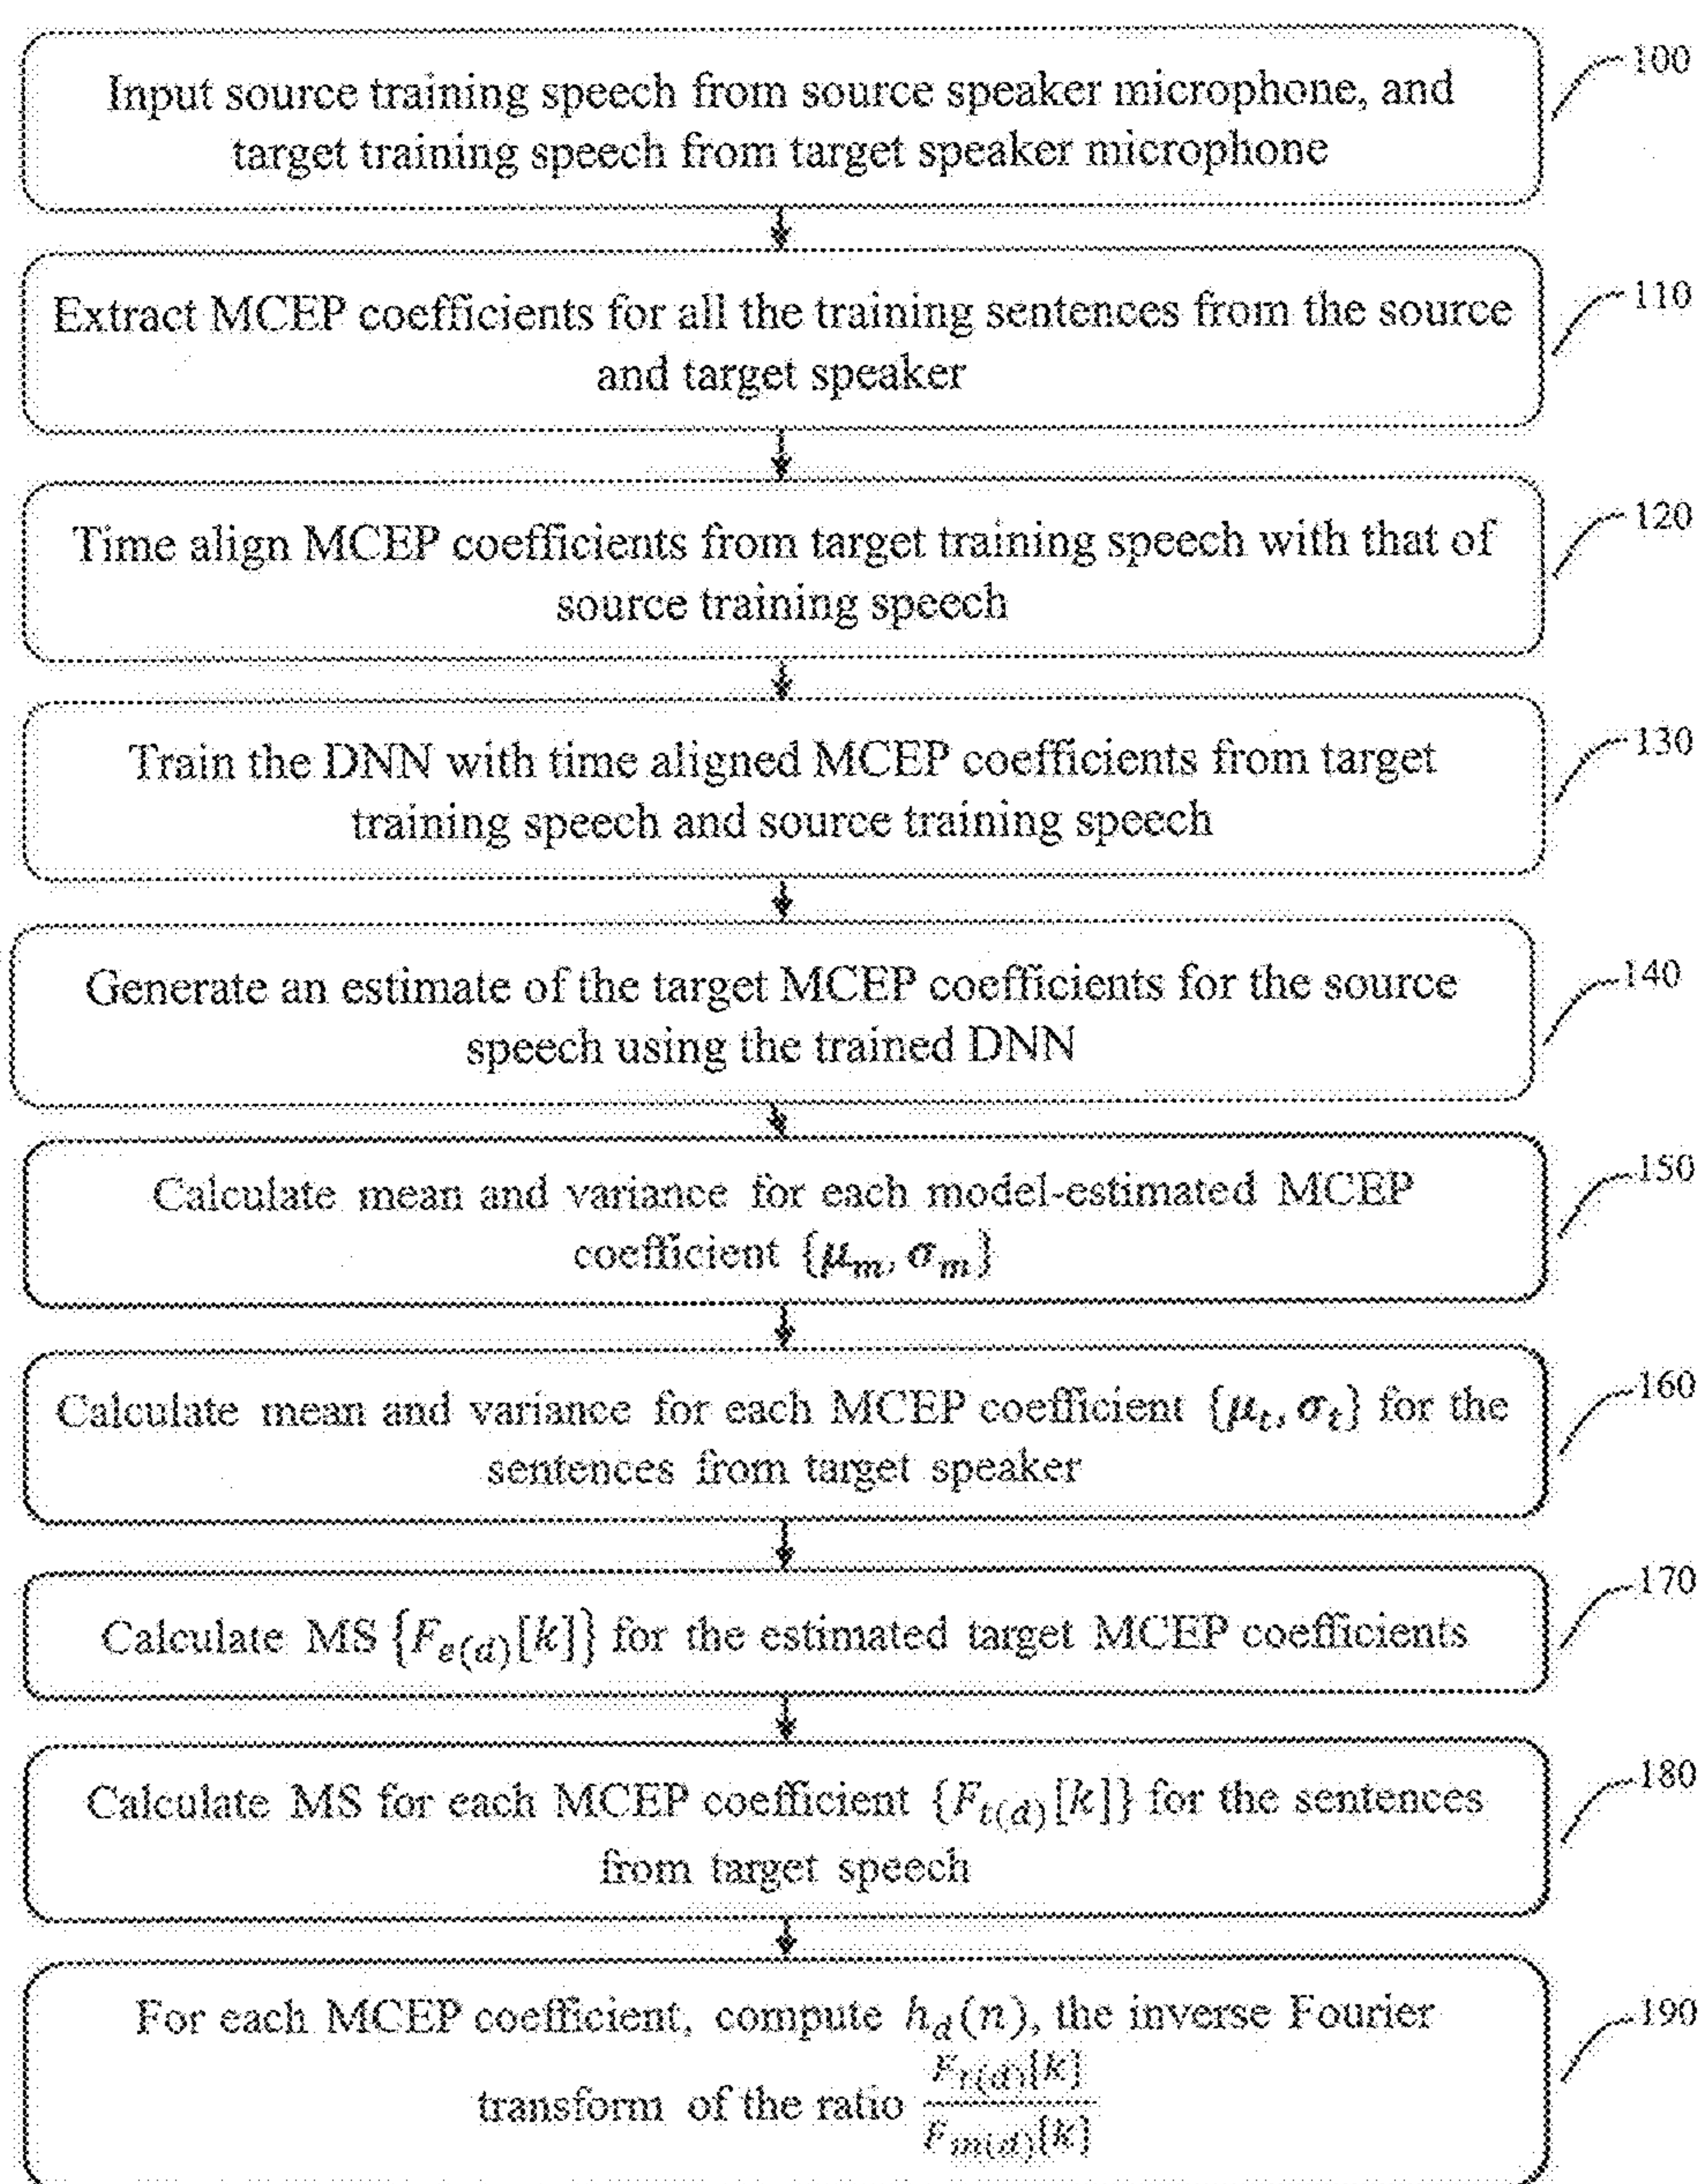 Input source training speech from source speaker microphone, and
target training speech from target speaker microphone
100
Extract MCEP coefficients for all the training sentences from the source
and target speaker
110
Time align MCEP coefficients from target training speech with that of
source training speech
120
Train the DNN with time aligned MCEP coefficients from target
training speech and source training speech
130
Generate an estimate of the target MCEP coefficients for the source
speech using the trained DNN
140
Calculate mean and variance for each model-estimated MCEP
coefficient {μₘ, σₘ}
150
Calculate mean and variance for each MCEP coefficient {μₜ, σₜ} for the
sentences from target speaker
160
Calculate MS {F_e(d)[k]} for the estimated target MCEP coefficients
170
Calculate MS for each MCEP coefficient {F_t(d)[k]} for the sentences
from target speech
180
For each MCEP coefficient, compute h_d(n), the inverse Fourier
transform of the ratio F_t(d)[k] / F_m(d)[k]
190